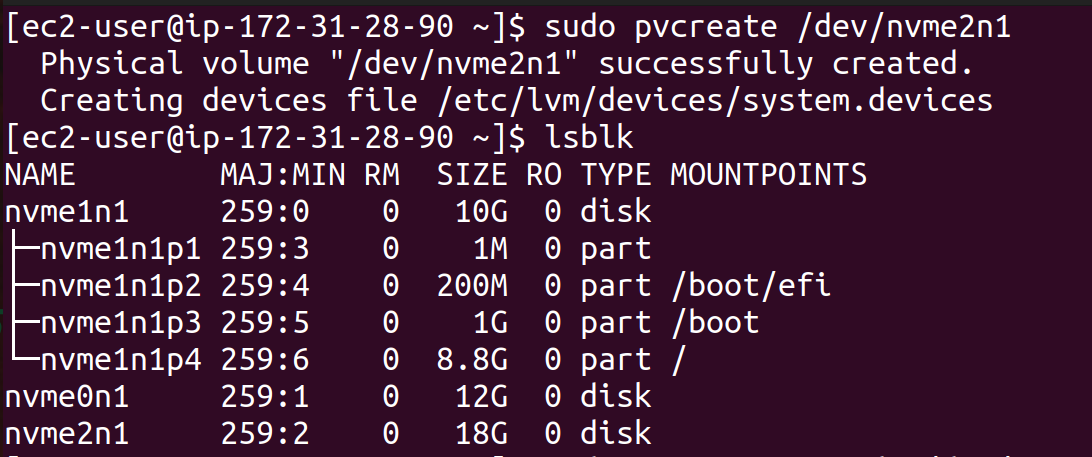 [ec2-user@ip-172-31-28-90 ~]$ sudo pvcreate /dev/nvme2n1
  Physical volume "/dev/nvme2n1" successfully created.
  Creating devices file /etc/lvm/devices/system.devices
[ec2-user@ip-172-31-28-90 ~]$ lsblk
NAME        MAJ:MIN RM  SIZE RO TYPE MOUNTPOINTS
nvme1n1     259:0    0   10G  0 disk
├─nvme1n1p1 259:3    0    1M  0 part
├─nvme1n1p2 259:4    0  200M  0 part /boot/efi
├─nvme1n1p3 259:5    0    1G  0 part /boot
└─nvme1n1p4 259:6    0  8.8G  0 part /
nvme0n1     259:1    0   12G  0 disk
nvme2n1     259:2    0   18G  0 disk